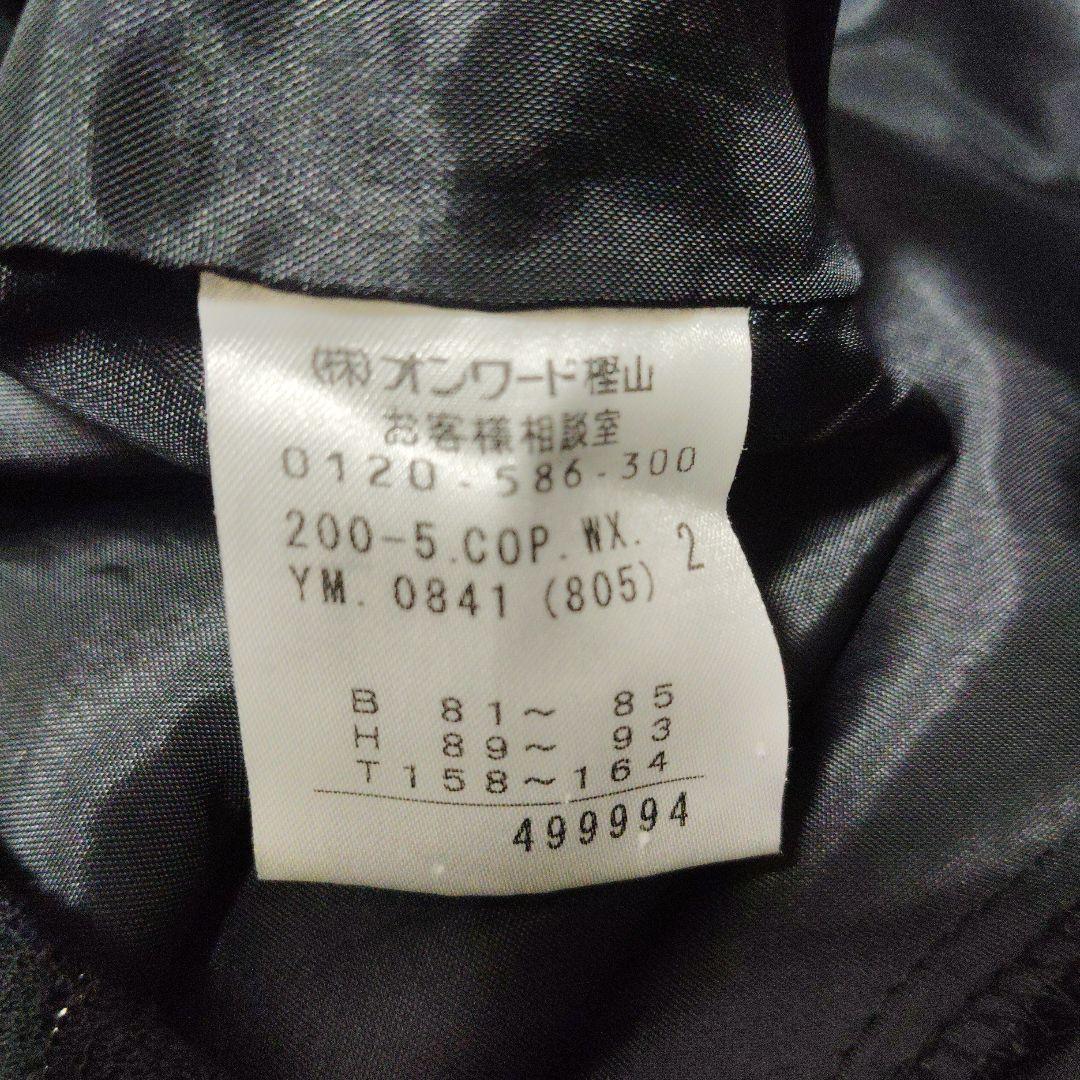 (株)オンワード樫山
お客様相談室
0120-586-300
200-5.COP.WX. 2
YM. 0841 (805)
B 81~ 85
H 89~ 93
T158~164
499994